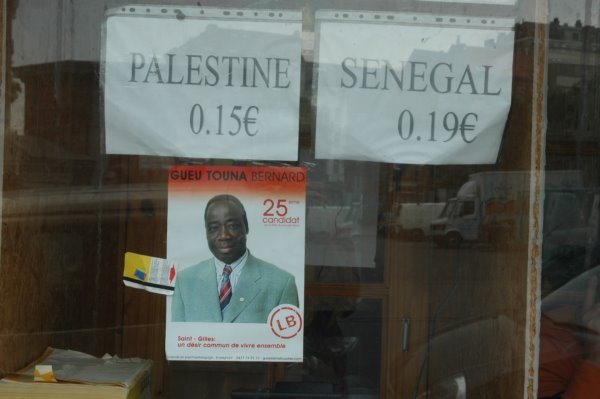 PALESTINE
0.15€
SENEGAL
0.19€
GUEU TOUNA BERNARD
25ème
candidat
LB
Saint - Gilles:
un désir commun de vivre ensemble